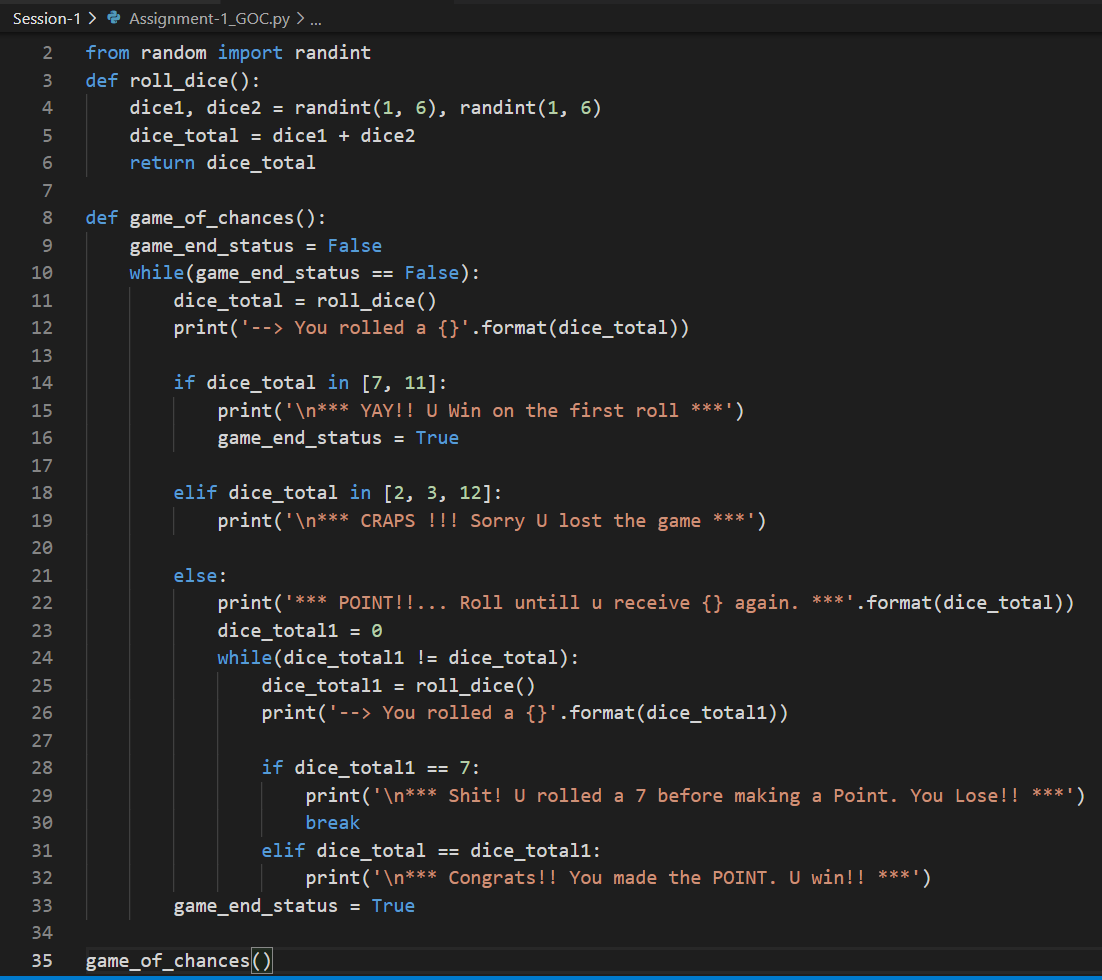 Session-1 > Assignment-1_GOC.py > ...
2 from random import randint
3 def roll_dice():
4     dice1, dice2 = randint(1, 6), randint(1, 6)
5     dice_total = dice1 + dice2
6     return dice_total
7
8 def game_of_chances():
9     game_end_status = False
10     while(game_end_status == False):
11         dice_total = roll_dice()
12         print('--> You rolled a {}'.format(dice_total))
13
14         if dice_total in [7, 11]:
15             print('\n*** YAY!! U Win on the first roll ***')
16             game_end_status = True
17
18         elif dice_total in [2, 3, 12]:
19             print('\n*** CRAPS !!! Sorry U lost the game ***')
20
21         else:
22             print('*** POINT!!... Roll untill u receive {} again. ***'.format(dice_total))
23             dice_total1 = 0
24             while(dice_total1 != dice_total):
25                 dice_total1 = roll_dice()
26                 print('--> You rolled a {}'.format(dice_total1))
27
28                 if dice_total1 == 7:
29                     print('\n*** Shit! U rolled a 7 before making a Point. You Lose!! ***')
30                     break
31                 elif dice_total == dice_total1:
32                     print('\n*** Congrats!! You made the POINT. U win!! ***')
33         game_end_status = True
34
35 game_of_chances()